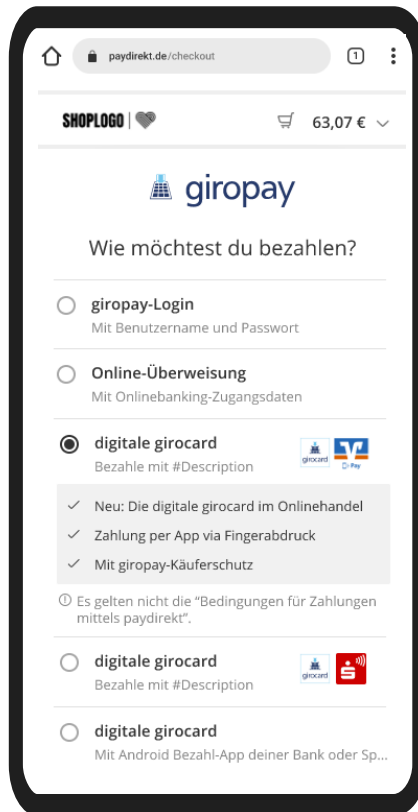 paydirekt.de/checkout
1
SHOPLOGO
63,07 €
giropay
Wie möchtest du bezahlen?
giropay-Login
Mit Benutzername und Passwort
Online-Überweisung
Mit Onlinebanking-Zugangsdaten
digitale girocard
Bezahle mit #Description
girocard
Pay
Neu: Die digitale girocard im Onlinehandel
Zahlung per App via Fingerabdruck
Mit giropay-Käuferschutz
Es gelten nicht die “Bedingungen für Zahlungen
mittels paydirekt”.
digitale girocard
Bezahle mit #Description
girocard
digitale girocard
Mit Android Bezahl-App deiner Bank oder Sp...